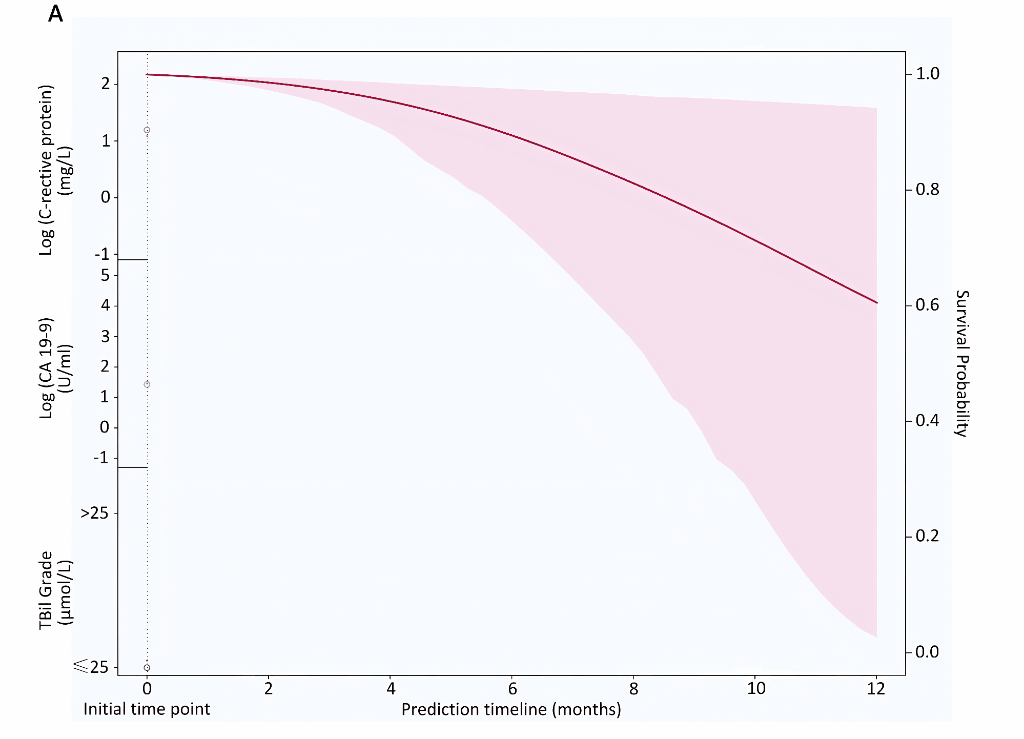 A
Log (C-rective protein)
(mg/L)
2
1
0
-1
Log (CA 19-9)
(U/ml)
5
4
3
2
1
0
-1
TBil Grade
(μmol/L)
>25
≤25
1.0
0.8
0.6
0.4
0.2
0.0
Survival Probability
0 2 4 6 8 10 12
Initial time point Prediction timeline (months)